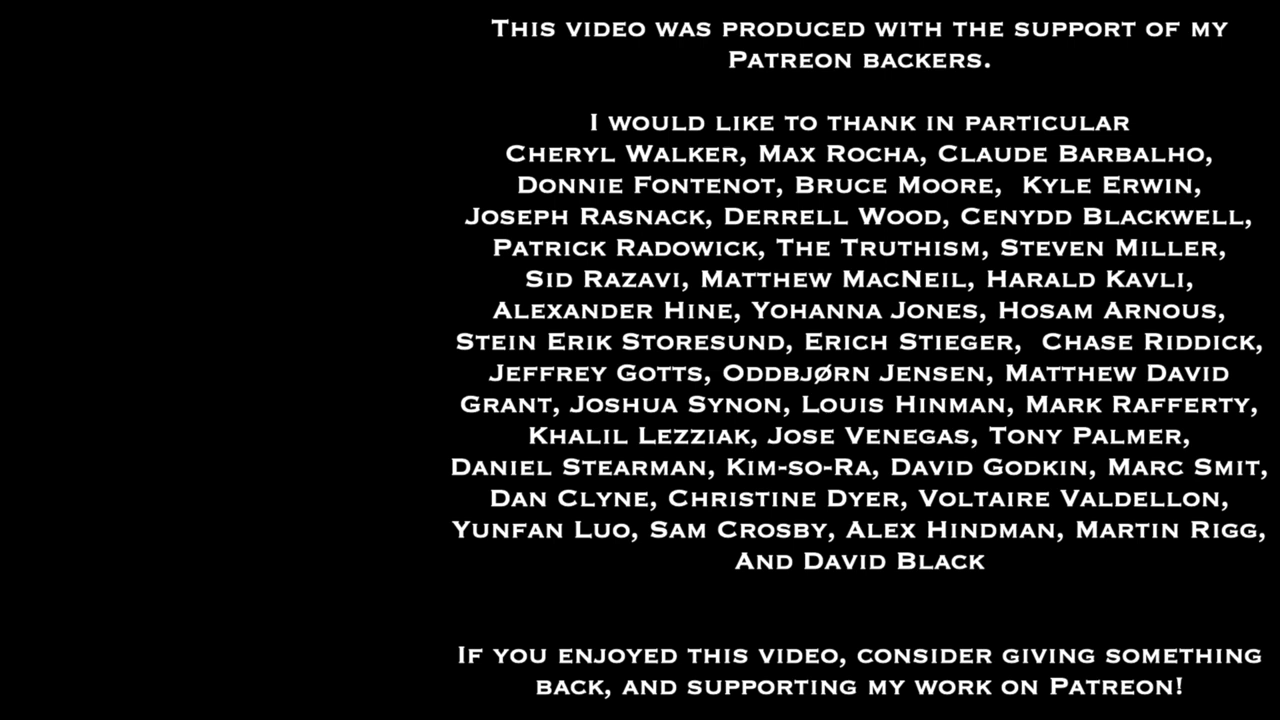 This video was produced with the support of my
Patreon backers.
I would like to thank in particular
Cheryl Walker, Max Rocha, Claude Barbalho,
Donnie Fontenot, Bruce Moore,  Kyle Erwin,
Joseph Rasnack, Derrell Wood, Cenydd Blackwell,
Patrick Radowick, The Truthism, Steven Miller,
Sid Razavi, Matthew MacNeil, Harald Kavli,
Alexander Hine, Yohanna Jones, Hosam Arnous,
Stein Erik Storesund, Erich Stieger,  Chase Riddick,
Jeffrey Gotts, Oddbjørn Jensen, Matthew David
Grant, Joshua Synon, Louis Hinman, Mark Rafferty,
Khalil Lezziak, Jose Venegas, Tony Palmer,
Daniel Stearman, Kim-so-Ra, David Godkin, Marc Smit,
Dan Clyne, Christine Dyer, Voltaire Valdellon,
Yunfan Luo, Sam Crosby, Alex Hindman, Martin Rigg,
And David Black
If you enjoyed this video, consider giving something
back, and supporting my work on Patreon!